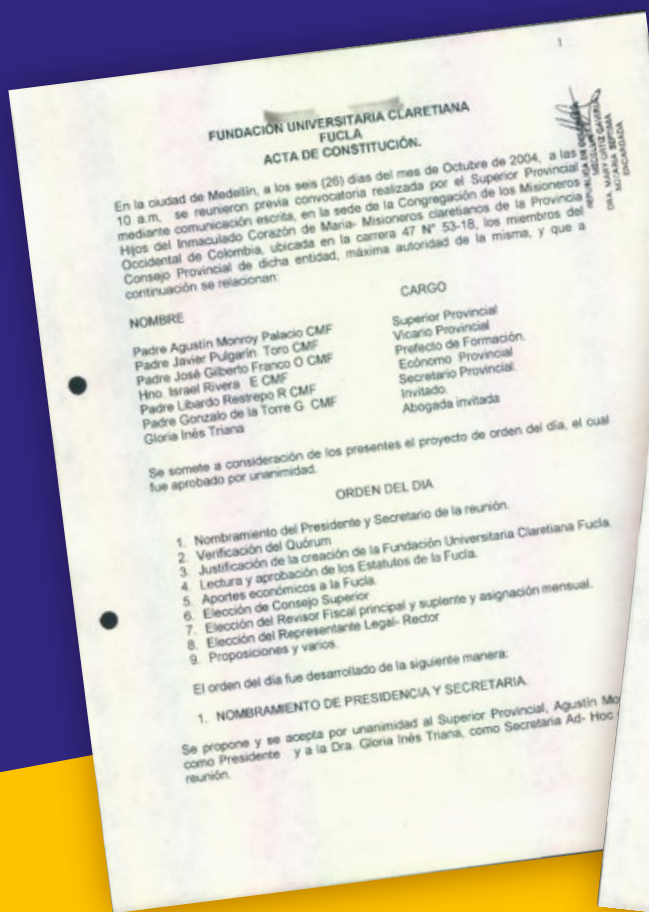 1
FUNDACIÓN UNIVERSITARIA CLARETIANA
FUCLA
ACTA DE CONSTITUCIÓN.
REPUBLICA DE
DRA. MARY ORTIZ GAVIRIA
NOTARIA SEPTIMA
ENCARGADA
En la ciudad de Medellín, a los seis (26) días del mes de Octubre de 2004, a las
10 a.m, se reunieron previa convocatoria realizada por el Superior Provincial
mediante comunicación escrita, en la sede de la Congregación de los Misioneros
Hijos del Inmaculado Corazón de María- Misioneros claretianos de la Provincia
Occidental de Colombia, ubicada en la carrera 47 N° 53-18, los miembros del
Consejo Provincial de dicha entidad, máxima autoridad de la misma, y que a
continuación se relacionan:
NOMBRE CARGO
Padre Agustín Monroy Palacio CMF Superior Provincial
Padre Javier Pulgarín Toro CMF Vicario Provincial
Padre José Gilberto Franco O CMF Prefecto de Formación.
Hno. Israel Rivera E CMF Ecónomo Provincial
Padre Libardo Restrepo R CMF Secretario Provincial.
Padre Gonzalo de la Torre G CMF Invitado.
Gloria Inés Triana Abogada invitada
Se somete a consideración de los presentes el proyecto de orden del día, el cual
fue aprobado por unanimidad.
ORDEN DEL DIA
1. Nombramiento del Presidente y Secretario de la reunión.
2. Verificación del Quórum
3. Justificación de la creación de la Fundación Universitaria Claretiana Fucla.
4. Lectura y aprobación de los Estatutos de la Fucla.
5. Aportes económicos a la Fucla.
6. Elección de Consejo Superior
7. Elección del Revisor Fiscal principal y suplente y asignación mensual.
8. Elección del Representante Legal- Rector
9. Proposiciones y varios.
El orden del día fue desarrollado de la siguiente manera:
1. NOMBRAMIENTO DE PRESIDENCIA Y SECRETARIA.
Se propone y se acepta por unanimidad al Superior Provincial, Agustín Mo
como Presidente y a la Dra. Gloria Inés Triana, como Secretaria Ad- Hoc
reunión.